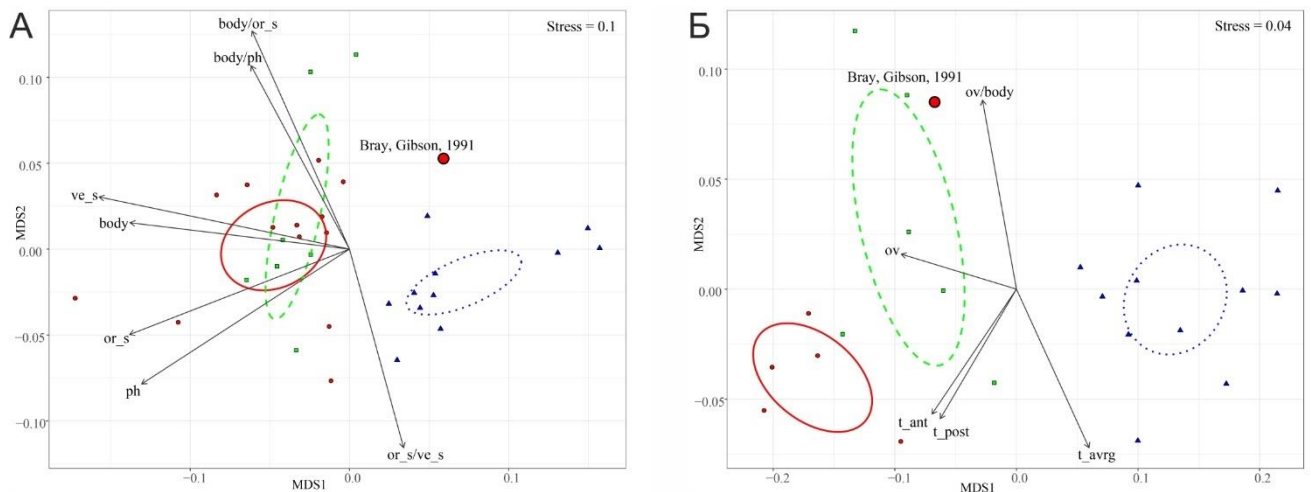 А
Stress = 0.1
body/or_s
body/ph
Bray, Gibson, 1991
ve_s
body
or_s
ph
or_s/ve_s
MDS2
0.10
0.05
0.00
−0.05
−0.10
−0.1
0.0
0.1
MDS1
Б
Stress = 0.04
Bray, Gibson, 1991
ov/body
ov
t_ant
t_post
t_avrg
MDS2
0.10
0.05
0.00
−0.05
−0.2
−0.1
0.0
0.1
0.2
MDS1